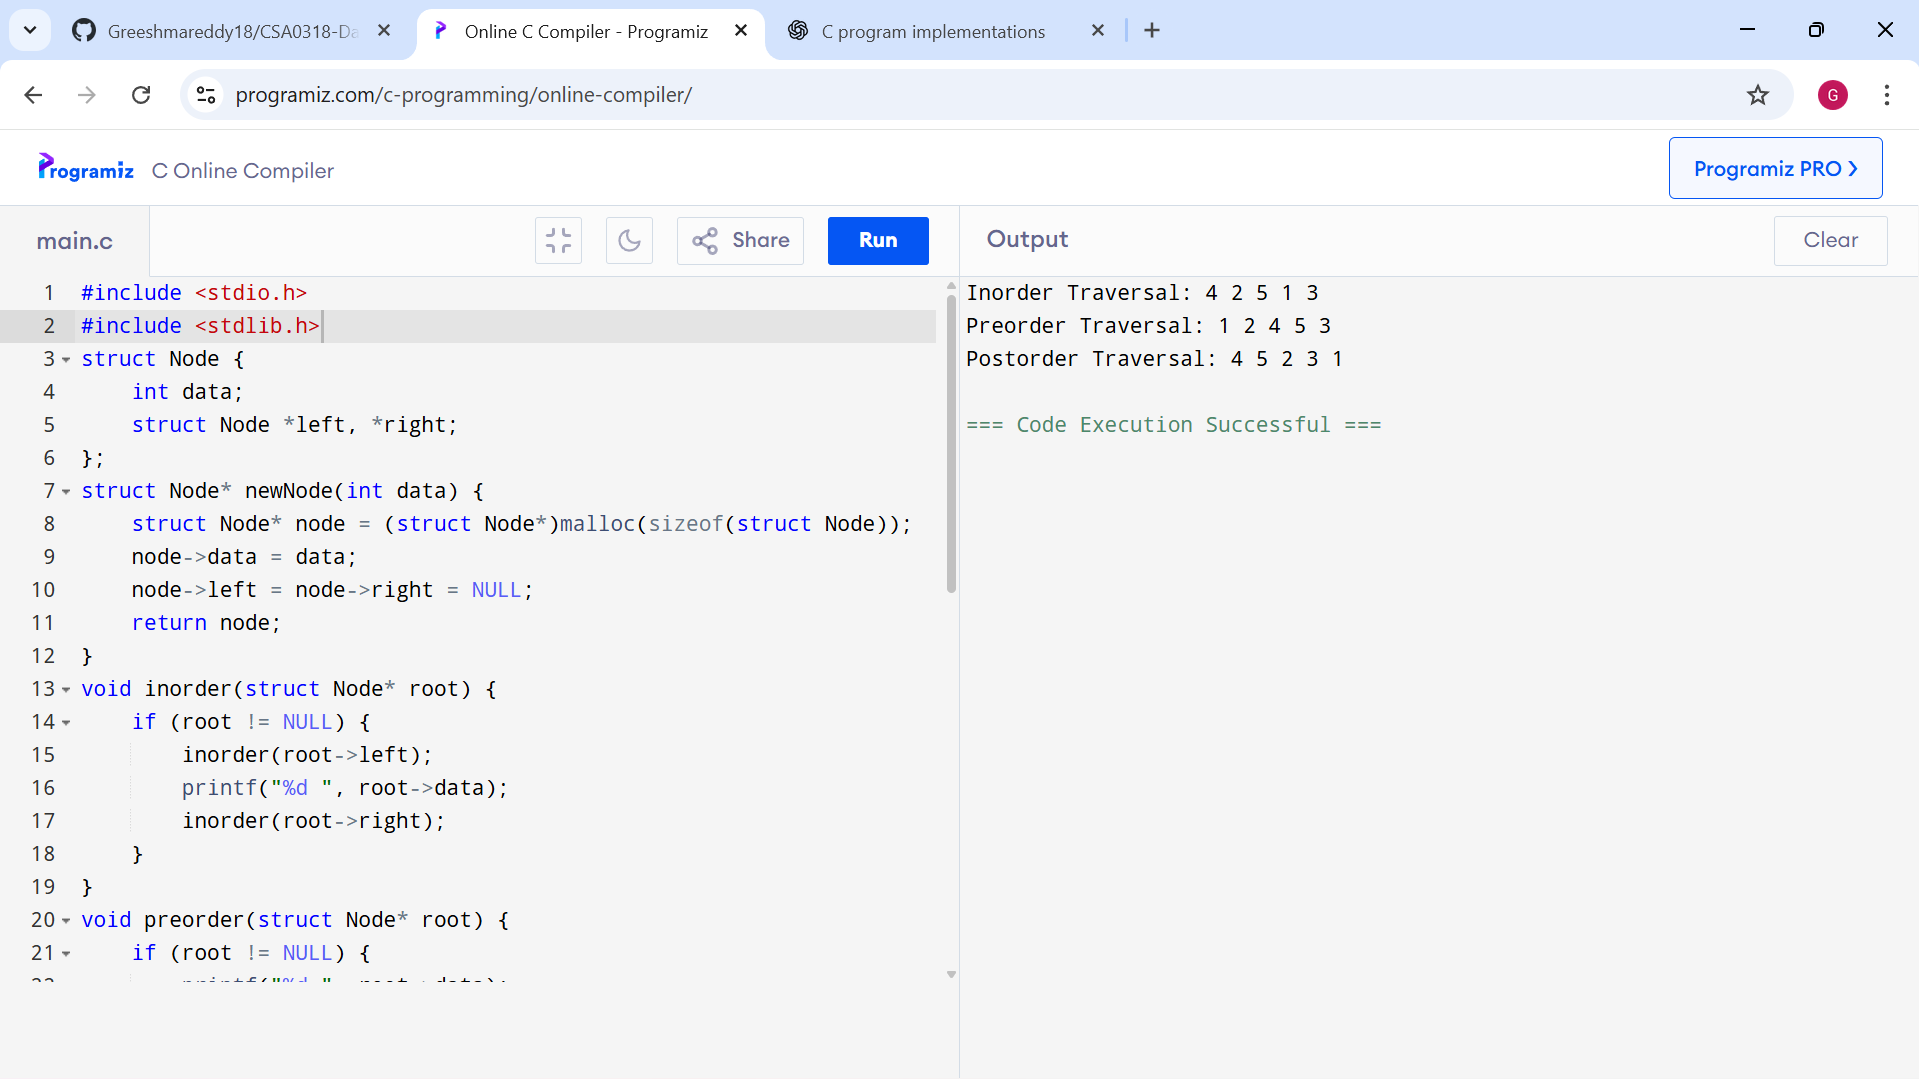 Greeshmareddy18/CSA0318-Da
Online C Compiler - Programiz
C program implementations
programiz.com/c-programming/online-compiler/
G
Programiz
C Online Compiler
Programiz PRO
main.c
Share
Run
Output
Clear
1 #include <stdio.h>
2 #include <stdlib.h>
3 struct Node {
4 int data;
5 struct Node *left, *right;
6 };
7 struct Node* newNode(int data) {
8 struct Node* node = (struct Node*)malloc(sizeof(struct Node));
9 node->data = data;
10 node->left = node->right = NULL;
11 return node;
12 }
13 void inorder(struct Node* root) {
14 if (root != NULL) {
15 inorder(root->left);
16 printf("%d ", root->data);
17 inorder(root->right);
18 }
19 }
20 void preorder(struct Node* root) {
21 if (root != NULL) {
Inorder Traversal: 4 2 5 1 3
Preorder Traversal: 1 2 4 5 3
Postorder Traversal: 4 5 2 3 1
=== Code Execution Successful ===